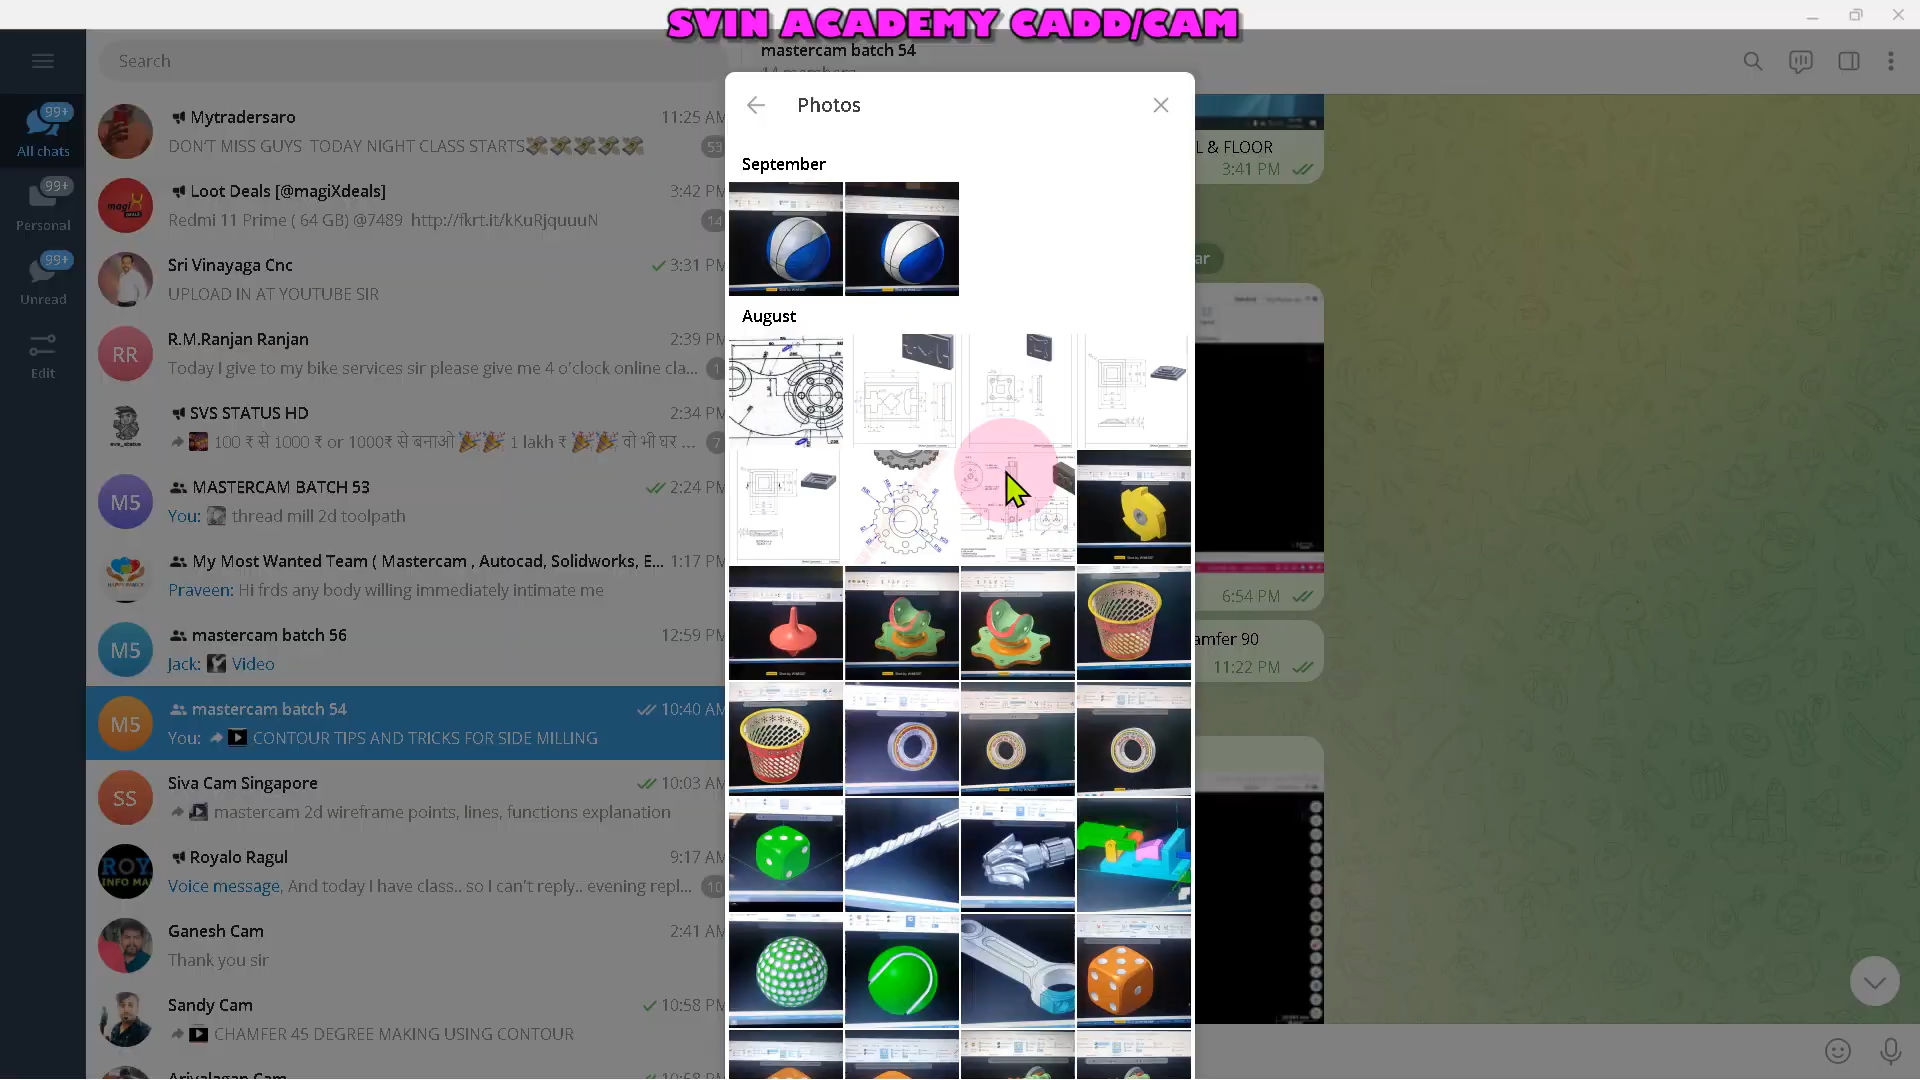 SVIN ACADEMY CADD/CAM
Search
99+
All chats
99+
Personal
99+
Unread
Edit
Mytradersaro 11:25 AM
DON'T MISS GUYS TODAY NIGHT CLASS STARTS💸💸💸💸💸 53
Loot Deals [@magiXdeals] 3:42 PM
Redmi 11 Prime ( 64 GB) @7489 http://fkrt.it/kKuRjquuuN 14
Sri Vinayaga Cnc 3:31 PM
UPLOAD IN AT YOUTUBE SIR
RR
R.M.Ranjan Ranjan 2:39 PM
Today I give to my bike services sir please give me 4 o'clock online cla... 1
SVS STATUS HD 2:34 PM
100 ₹ से 1000 ₹ or 1000₹ से बनाओ 🎉🎉 1 lakh ₹ 🎉🎉 वो भी घर ... 7
M5
MASTERCAM BATCH 53 2:24 PM
You: thread mill 2d toolpath
My Most Wanted Team ( Mastercam , Autocad, Solidworks, E... 1:17 PM
Praveen: Hi frds any body willing immediately intimate me
M5
mastercam batch 56 12:59 PM
Jack: Video
M5
mastercam batch 54 10:40 AM
You: CONTOUR TIPS AND TRICKS FOR SIDE MILLING
SS
Siva Cam Singapore 10:03 AM
mastercam 2d wireframe points, lines, functions explanation
ROY
INFO MA
Royalo Ragul 9:17 AM
Voice message, And today I have class.. so I can't reply.. evening repl... 10
Ganesh Cam 2:41 AM
Thank you sir
Sandy Cam 10:58 PM
CHAMFER 45 DEGREE MAKING USING CONTOUR
mastercam batch 54
Photos
September
August
L & FLOOR
3:41 PM
ar
6:54 PM
amfer 90
11:22 PM